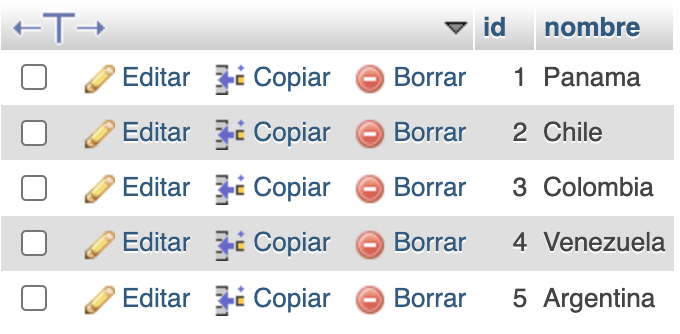 id nombre
Editar Copiar Borrar 1 Panama
Editar Copiar Borrar 2 Chile
Editar Copiar Borrar 3 Colombia
Editar Copiar Borrar 4 Venezuela
Editar Copiar Borrar 5 Argentina